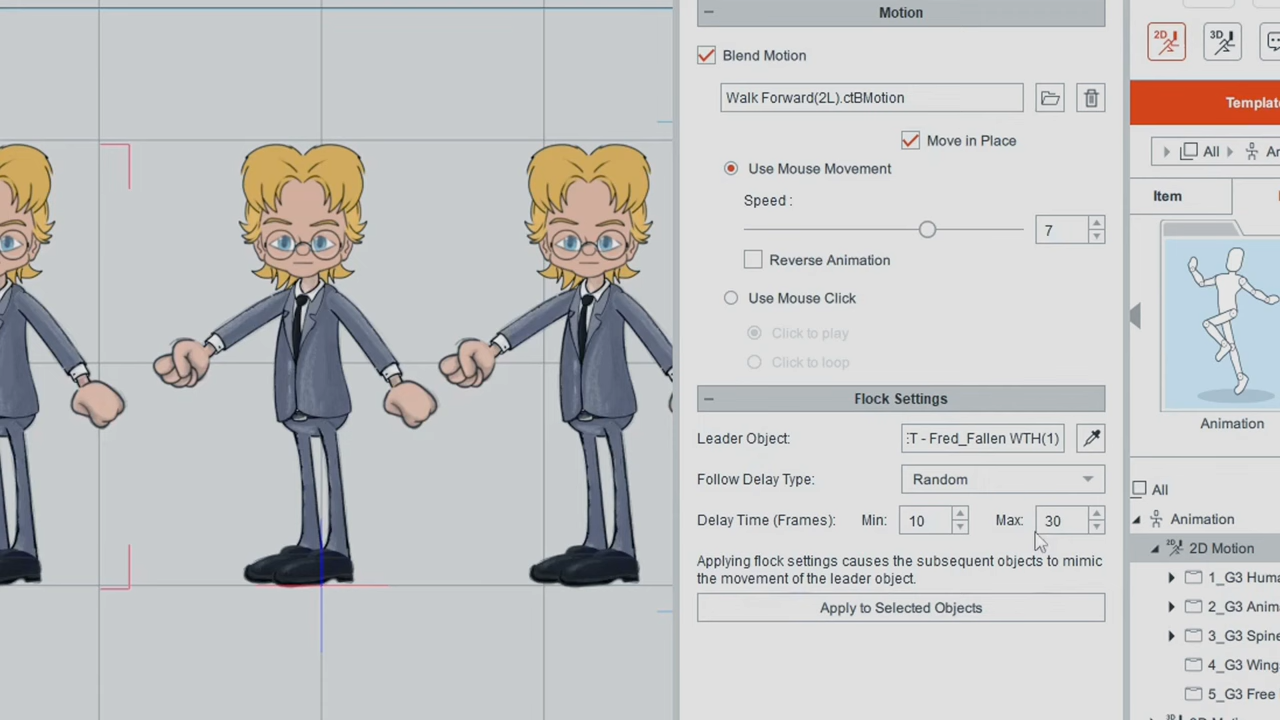 Motion
Blend Motion
Walk Forward(2L).ctBMotion
Move in Place
Use Mouse Movement
Speed :
7
Reverse Animation
Use Mouse Click
Click to play
Click to loop
Flock Settings
Leader Object:
:T - Fred_Fallen WTH(1)
Follow Delay Type:
Random
Delay Time (Frames):
Min:
10
Max:
30
Applying flock settings causes the subsequent objects to mimic
the movement of the leader object.
Apply to Selected Objects
2D
3D
Template
All
Item
Animation
All
Animation
2D Motion
1_G3 Huma
2_G3 Anim
3_G3 Spine
4_G3 Wing
5_G3 Free